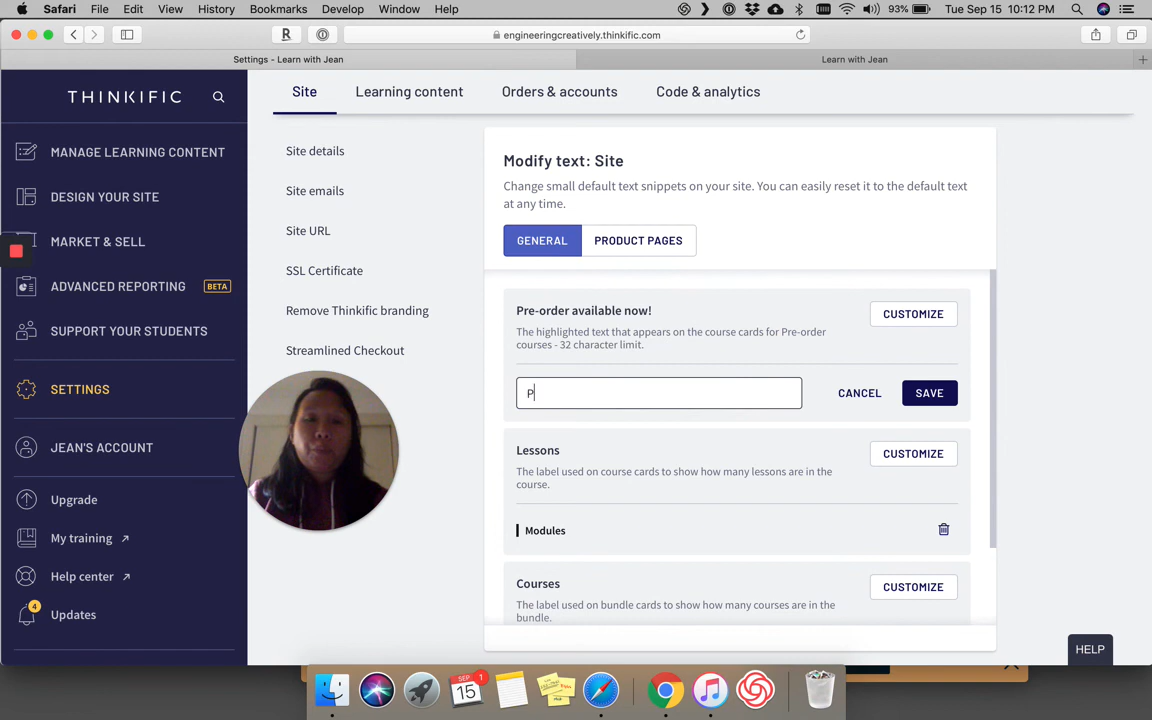 Safari File Edit View History Bookmarks Develop Window Help 93% Tue Sep 15 10:12 PM
engineeringcreatively.thinkific.com
Settings - Learn with Jean
Learn with Jean
THINKIFIC
MANAGE LEARNING CONTENT
DESIGN YOUR SITE
MARKET & SELL
ADVANCED REPORTING BETA
SUPPORT YOUR STUDENTS
SETTINGS
JEAN'S ACCOUNT
Upgrade
My training
Help center
4
Updates
Site Learning content Orders & accounts Code & analytics
Site details
Site emails
Site URL
SSL Certificate
Remove Thinkific branding
Streamlined Checkout
Modify text: Site
Change small default text snippets on your site. You can easily reset it to the default text
at any time.
GENERAL PRODUCT PAGES
Pre-order available now!
CUSTOMIZE
The highlighted text that appears on the course cards for Pre-order
courses - 32 character limit.
P
CANCEL SAVE
Lessons
CUSTOMIZE
The label used on course cards to show how many lessons are in the
course.
Modules
Courses
CUSTOMIZE
The label used on bundle cards to show how many courses are in the
bundle.
HELP
SEP
15
1